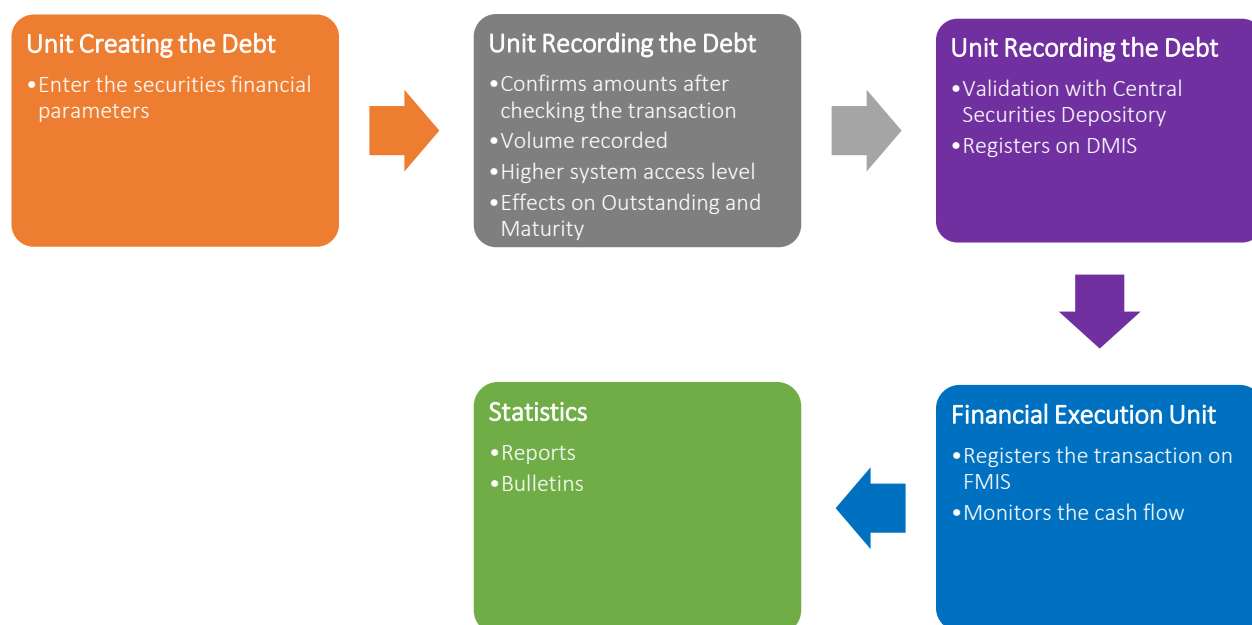 Unit Creating the Debt
•Enter the securities financial
parameters
Unit Recording the Debt
•Confirms amounts after
checking the transaction
•Volume recorded
•Higher system access level
•Effects on Outstanding and
Maturity
Unit Recording the Debt
•Validation with Central
Securities Depository
•Registers on DMIS
Financial Execution Unit
•Registers the transaction on
FMIS
•Monitors the cash flow
Statistics
•Reports
•Bulletins